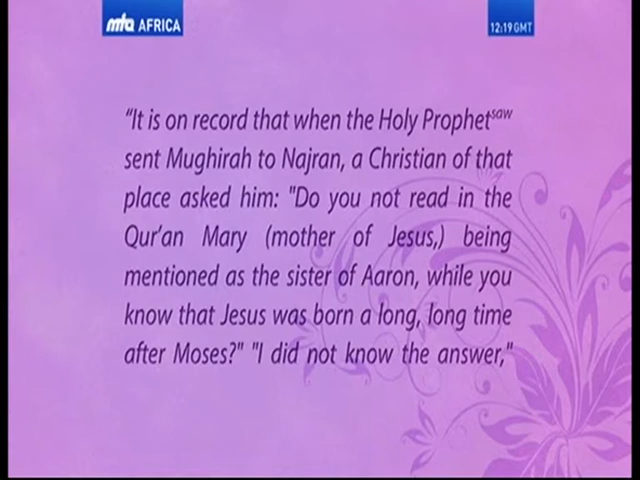 mta AFRICA
12:19GMT
“It is on record that when the Holy Prophetsaw
sent Mughirah to Najran, a Christian of that
place asked him: "Do you not read in the
Qur’an Mary (mother of Jesus,) being
mentioned as the sister of Aaron, while you
know that Jesus was born a long, long time
after Moses?" "I did not know the answer,"